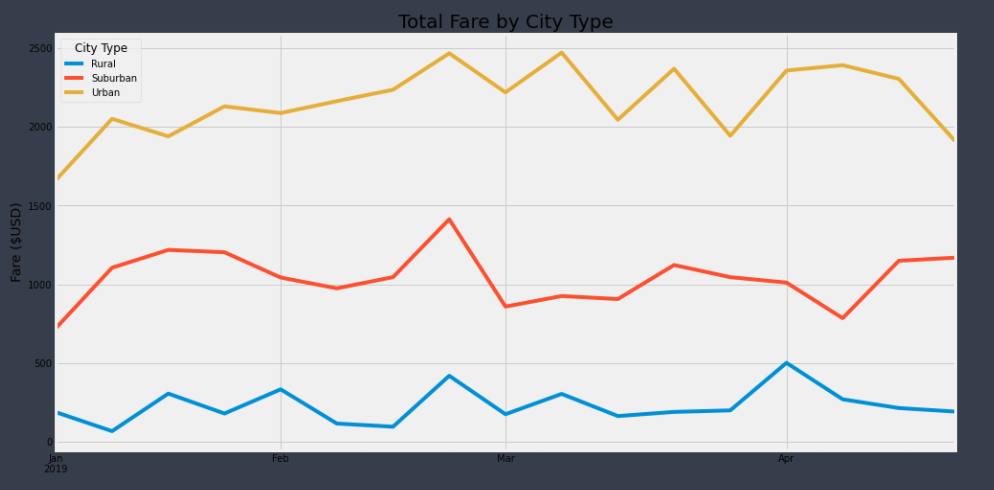 Total Fare by City Type
City Type
Rural
Suburban
Urban
Fare ($USD)
2500
2000
1500
1000
500
0
Jan
2019
Feb
Mar
Apr